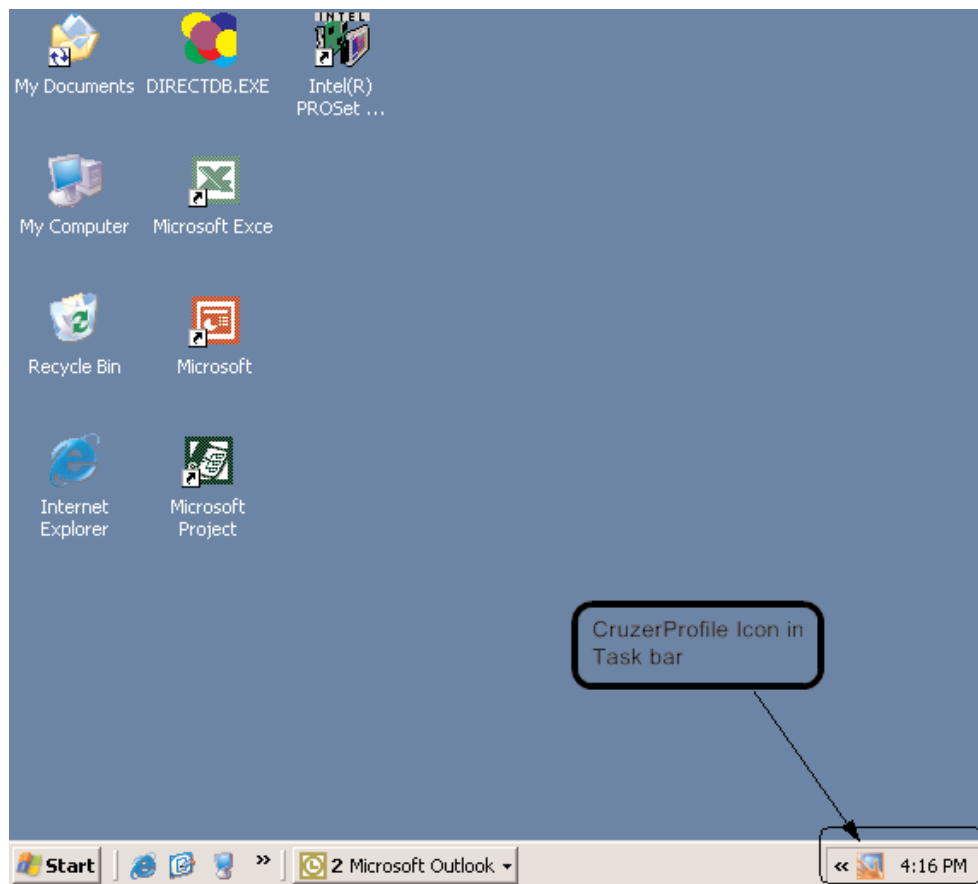 INTEL
My Documents
DIRECTDB.EXE
Intel(R)
PROSet ...
My Computer
Microsoft Exce
Recycle Bin
Microsoft
Internet
Explorer
Microsoft
Project
CruzerProfile Icon in
Task bar
Start
»
2 Microsoft Outlook
«
4:16 PM